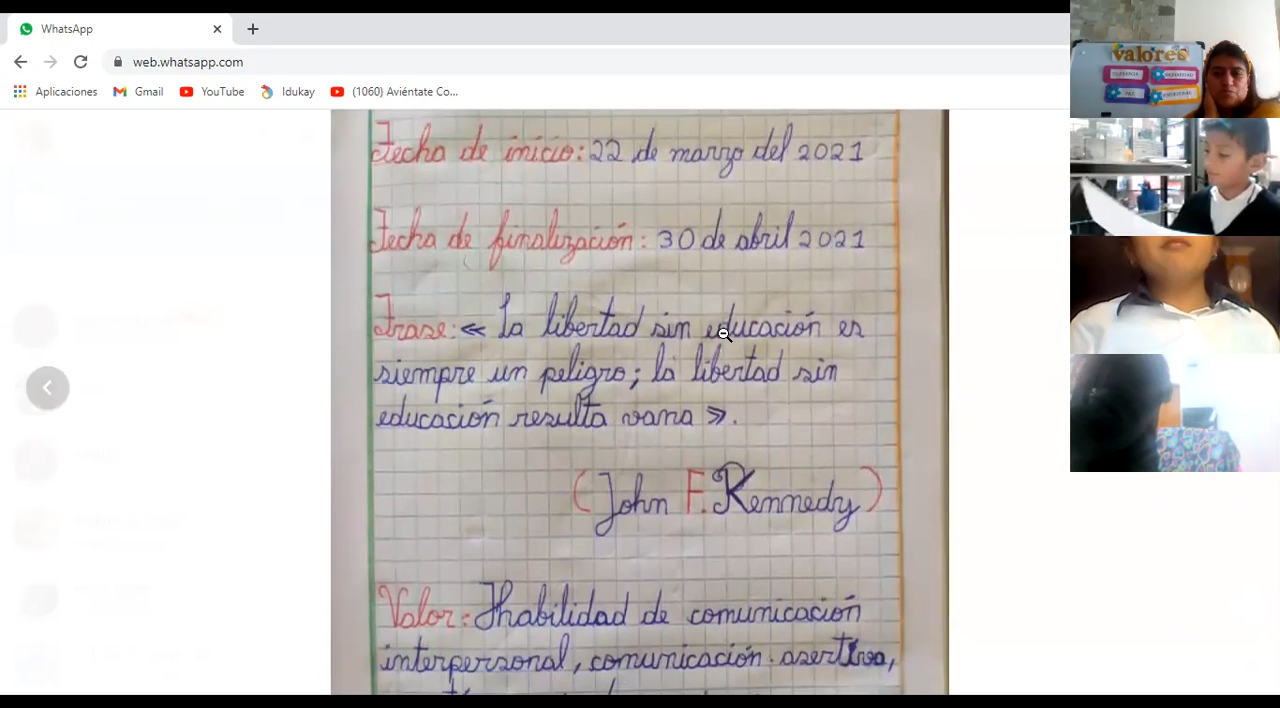 WhatsApp
web.whatsapp.com
Aplicaciones
Gmail
YouTube
Idukay
(1060) Aviéntate Co...
Fecha de inicio: 22 de marzo del 2021
Fecha de finalización: 30 de abril 2021
Frase: « La libertad sin educación es
siempre un peligro; la libertad sin
educación resulta vana ».
(John F. Kennedy)
Valor: Habilidad de comunicación
interpersonal, comunicación asertiva,
valores